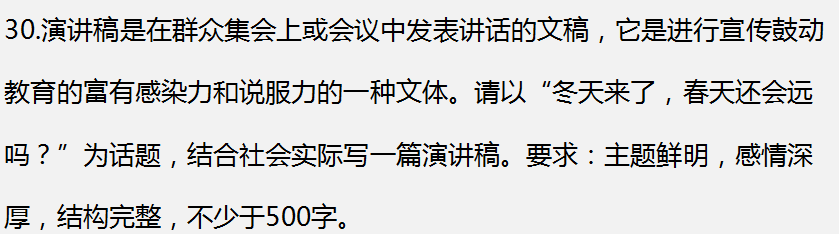 30.演讲稿是在群众集会上或会议中发表讲话的文稿，它是进行宣传鼓动
教育的富有感染力和说服力的一种文体。请以“冬天来了，春天还会远
吗？”为话题，结合社会实际写一篇演讲稿。要求：主题鲜明，感情深
厚，结构完整，不少于500字。